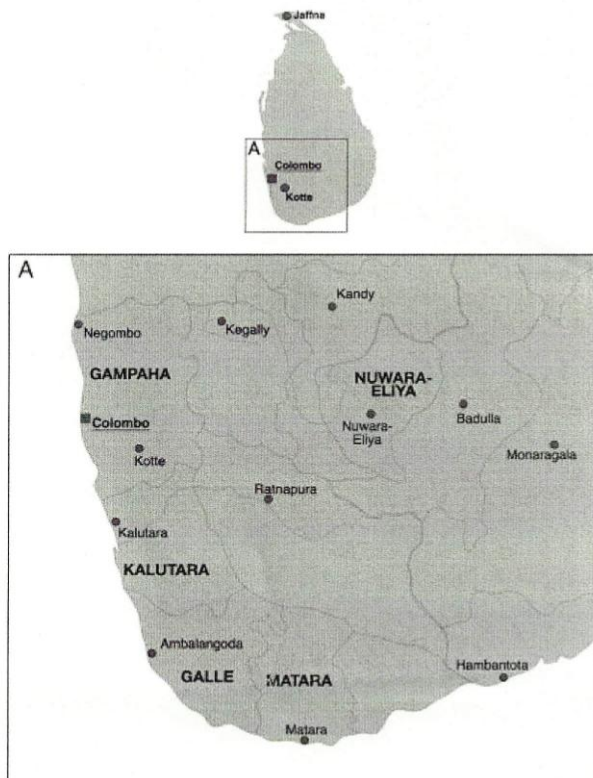 Jaffna
A
Colombo
Kotte
A
Kandy
Negombo
Kegally
GAMPAHA
NUWARA-
ELIYA
Colombo
Nuwara-
Eliya
Badulla
Kotte
Monaragala
Ratnapura
Kalutara
KALUTARA
Ambalangoda
GALLE
MATARA
Hambantota
Matara